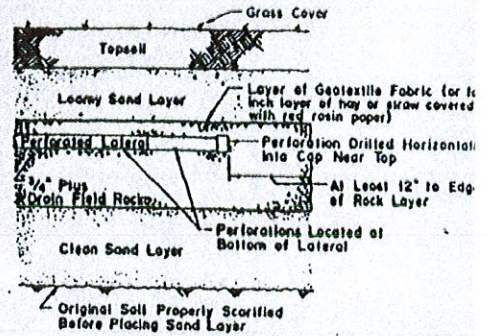 Grass Cover
Topsoil
Loamy Sand Layer
Layer of Geotextile Fabric (or
inch layer of hay or straw covered
with red rosin paper)
Perforated Lateral
Perforation Drilled
Into Cap Near Top
3/4" Plus
Drain Field Rock
At Least 12" to
of Rock Layer
Perforations Located at
Bottom of Lateral
Clean Sand Layer
Original Soil Properly Scarified
Before Placing Sand Layer